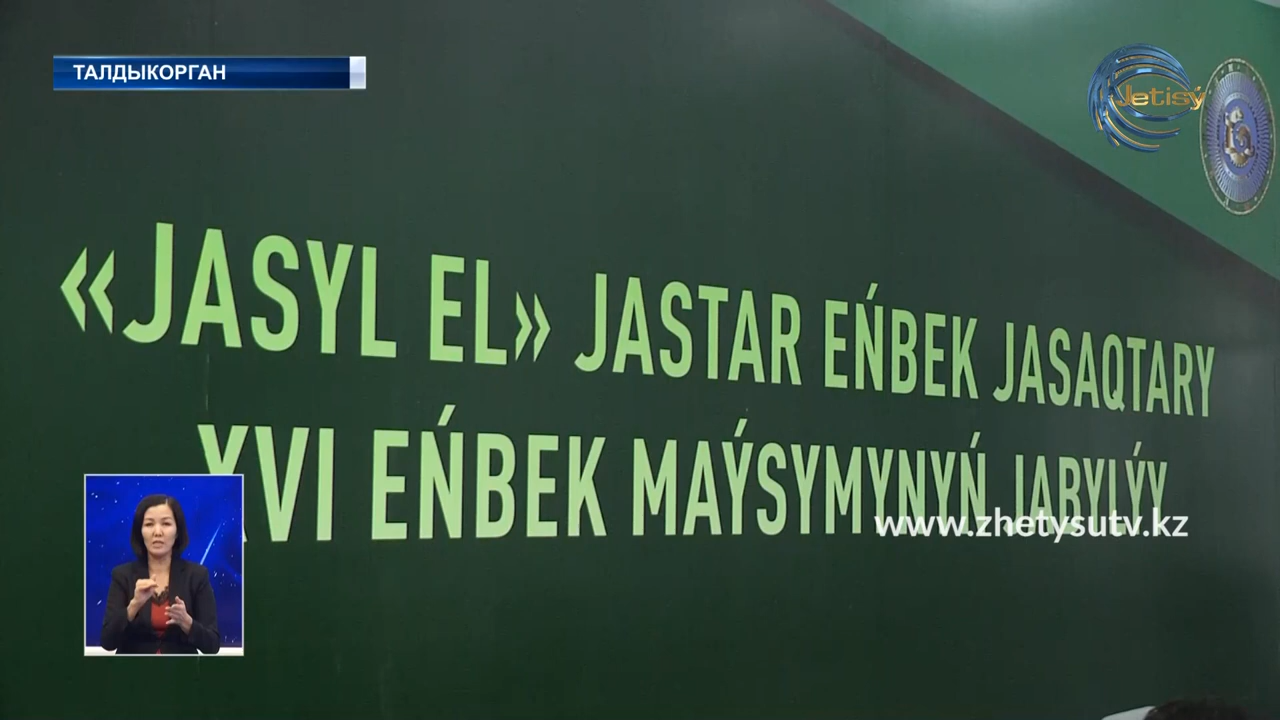 ТАЛДЫКОРГАН
Jetisý
«JASYL EL» JASTAR EŃBEK JASAQTARY
XVI EŃBEK MAÝSYMYNYŃ JABYLÝY
www.zhetysutv.kz